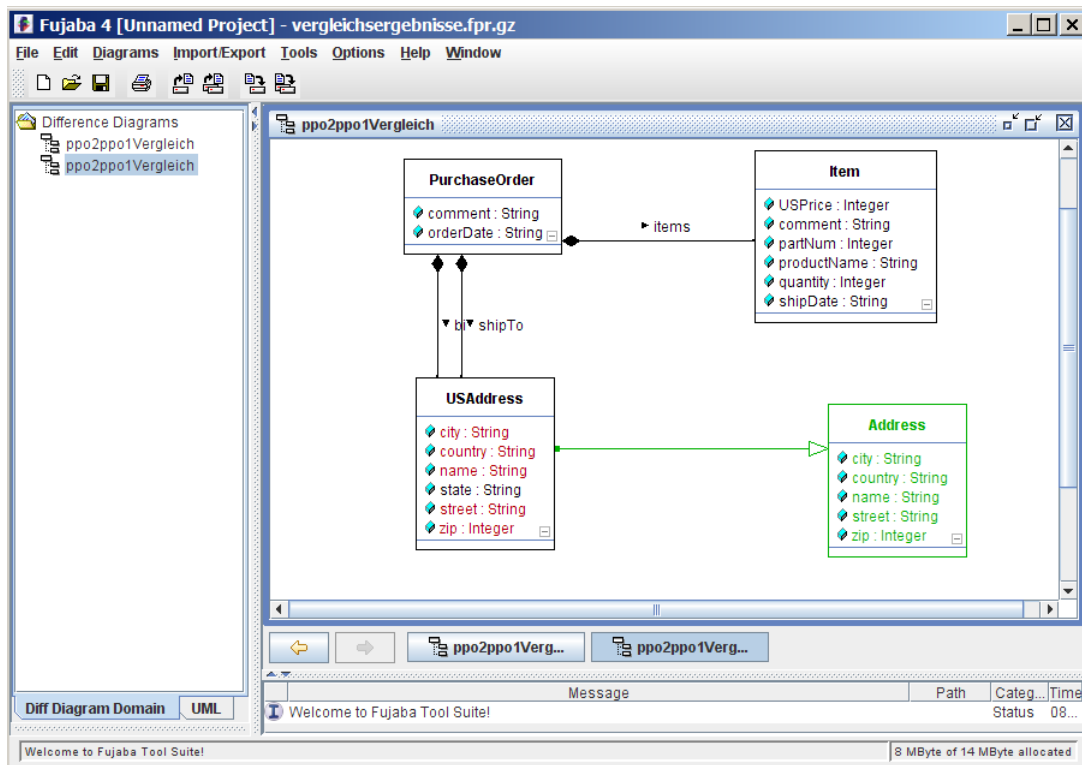 Fujaba 4 [Unnamed Project] - vergleichsergebnisse.fpr.gz
File Edit Diagrams Import/Export Tools Options Help Window
Difference Diagrams
ppo2ppo1Vergleich
ppo2ppo1Vergleich
ppo2ppo1Vergleich
PurchaseOrder
comment : String
orderDate : String
items
Item
USPrice : Integer
comment : String
partNum : Integer
productName : String
quantity : Integer
shipDate : String
bi shipTo
USAddress
city : String
country : String
name : String
state : String
street : String
zip : Integer
Address
city : String
country : String
name : String
street : String
zip : Integer
ppo2ppo1Verg... ppo2ppo1Verg...
Diff Diagram Domain UML
Message Path Categ... Time
Welcome to Fujaba Tool Suite! Status 08...
Welcome to Fujaba Tool Suite! 8 MByte of 14 MByte allocated